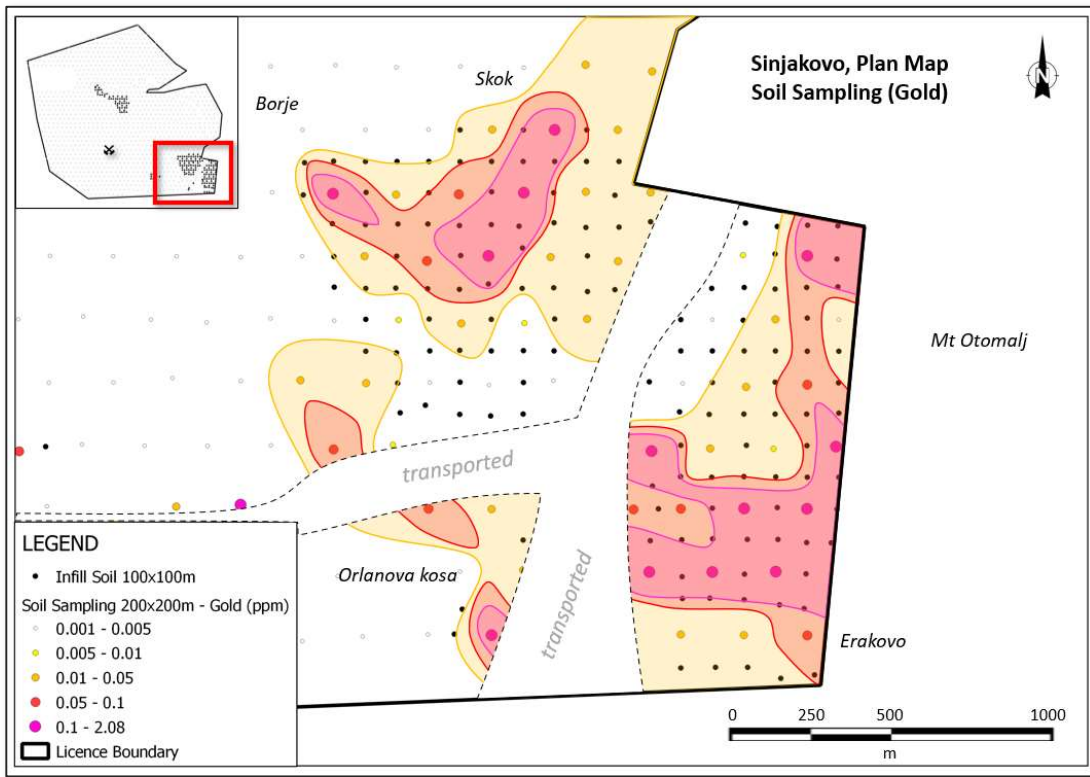 Sinjakovo, Plan Map
Soil Sampling (Gold)
N
Skok
Borje
Mt Otomalj
transported
Orlanova kosa
transported
Erakovo
LEGEND
Infill Soil 100x100m
Soil Sampling 200x200m - Gold (ppm)
0.001 - 0.005
0.005 - 0.01
0.01 - 0.05
0.05 - 0.1
0.1 - 2.08
Licence Boundary
0 250 500 1000
m